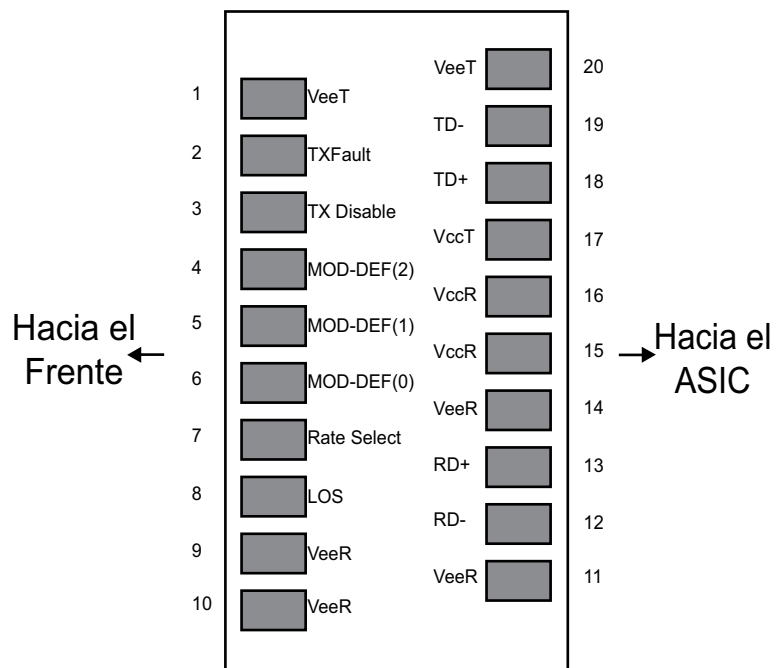 1 VeeT
2 TXFault
3 TX Disable
4 MOD-DEF(2)
5 MOD-DEF(1)
6 MOD-DEF(0)
7 Rate Select
8 LOS
9 VeeR
10 VeeR
VeeT 20
TD- 19
TD+ 18
VccT 17
VccR 16
VccR 15
VeeR 14
RD+ 13
RD- 12
VeeR 11
Hacia el
Frente
Hacia el
ASIC